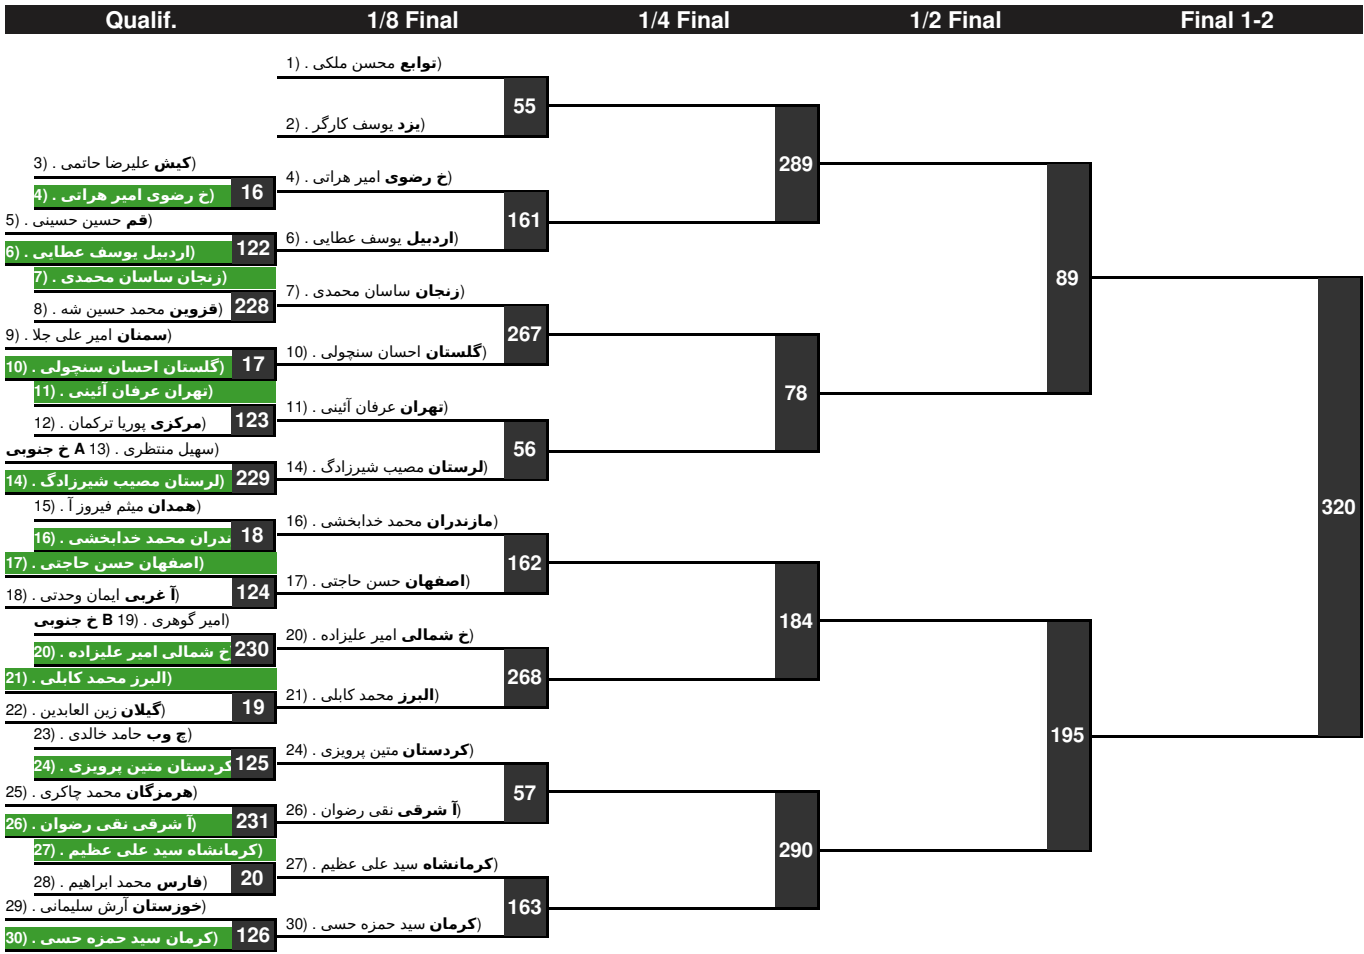 Qualif.
1/8 Final
1/4 Final
1/2 Final
Final 1-2
3) . علیرضا حاتمی کیش)
16
4) . خ رضوی امیر هراتی)
5) . حسین حسینی قم)
122
6) . اردبیل یوسف عطایی)
7) . زنجان ساسان محمدی)
228
8) . محمد حسین شه قزوین)
9) . امیر علی جلا سمنان)
17
10) . گلستان احسان سنچولی)
11) . تهران عرفان آئینی)
123
12) . پوریا ترکمان مرکزی)
خ جنوبی A 13) . سهیل منتظری)
229
14) . لرستان مصیب شیرزادگ)
15) . میثم فیروز آ همدان)
18
16) . ندران محمد خدابخشی
17) . اصفهان حسن حاجتی)
124
18) . ایمان وحدتی آ غربی)
خ جنوبی B 19) . امیر گوهری)
230
20) . خ شمالی امیر علیزاده
21) . البرز محمد کابلی)
19
22) . زین العابدین گیلان)
23) . حامد خالدی چ وب)
125
24) . کردستان متین پرویزی
25) . محمد چاکری هرمزگان)
231
26) . آ شرقی نقی رضوان)
27) . کرمانشاه سید علی عظیم)
20
28) . محمد ابراهیم فارس)
29) . آرش سلیمانی خوزستان)
126
30) . کرمان سید حمزه حسی)
1) . محسن ملکی توابع)
55
2) . یوسف کارگر یزد)
4) . امیر هراتی خ رضوی)
161
6) . یوسف عطایی اردبیل)
7) . ساسان محمدی زنجان)
267
10) . احسان سنچولی گلستان)
11) . عرفان آئینی تهران)
56
14) . مصیب شیرزادگ لرستان)
16) . محمد خدابخشی مازندران)
162
17) . حسن حاجتی اصفهان)
20) . امیر علیزاده خ شمالی)
268
21) . محمد کابلی البرز)
24) . متین پرویزی کردستان)
57
26) . نقی رضوان آ شرقی)
27) . سید علی عظیم کرمانشاه)
163
30) . سید حمزه حسی کرمان)
289
78
184
290
89
195
320